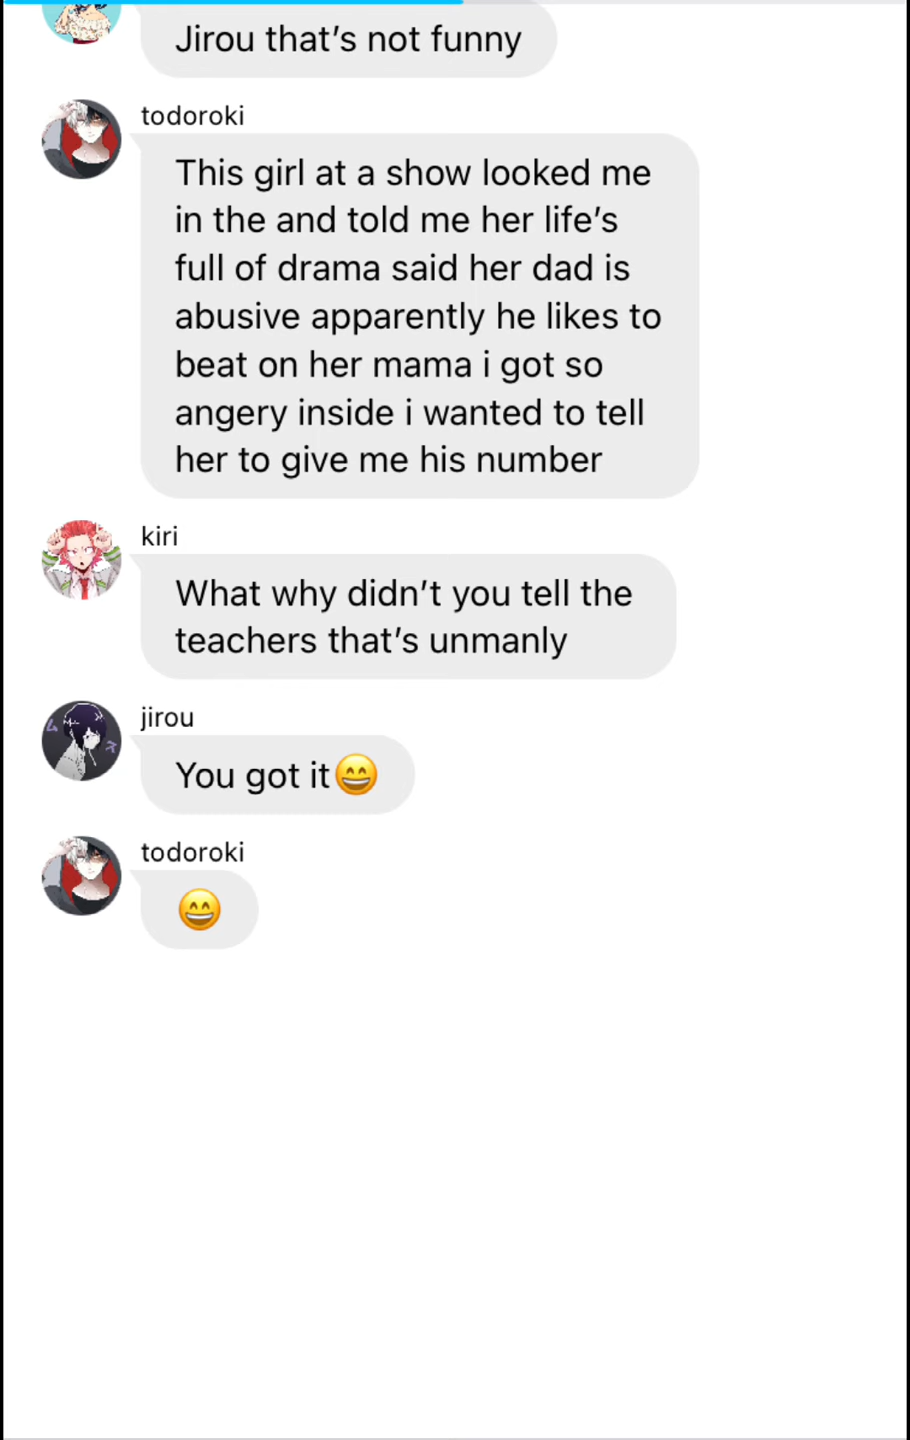 Jirou that's not funny
todoroki
This girl at a show looked me
in the and told me her life's
full of drama said her dad is
abusive apparently he likes to
beat on her mama i got so
angery inside i wanted to tell
her to give me his number
kiri
What why didn't you tell the
teachers that's unmanly
jirou
You got it😄
todoroki
😄